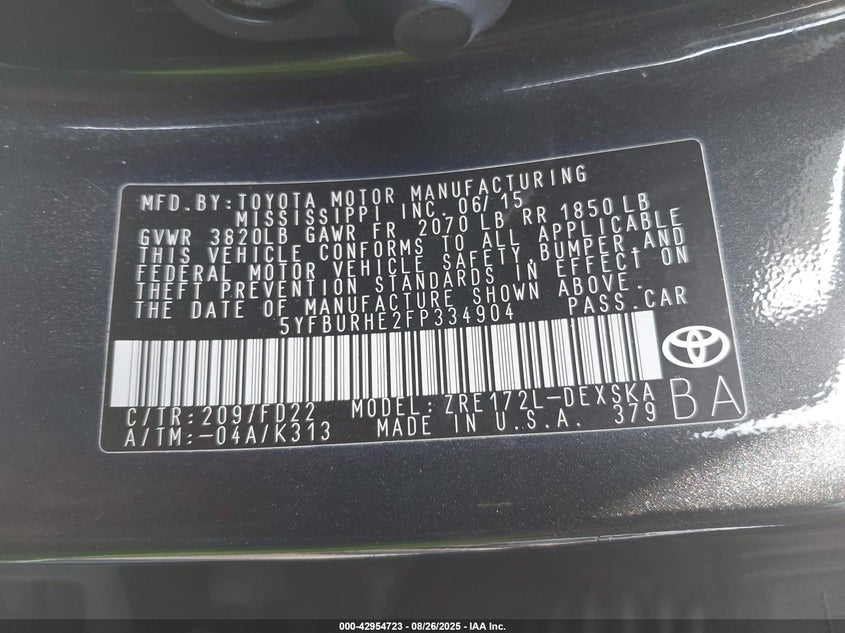 MFD.BY:TOYOTA MOTOR MANUFACTURING
MISSISSIPPI INC. 06/15
GVWR 3820LB GAWR FR 2070 LB RR 1850 LB
THIS VEHICLE CONFORMS TO ALL APPLICABLE
FEDERAL MOTOR VEHICLE SAFETY,BUMPER,AND
THEFT PREVENTION STANDARDS IN EFFECT ON
THE DATE OF MANUFACTURE SHOWN ABOVE.
5YFBURHE2FP334904 PASS.CAR
C/TR:209/FD22 MODEL: ZRE172L-DEXSKA
A/TM:-04A/K313 MADE IN U.S.A. 379
BA
000-42954723 - 08/26/2025 - IAA Inc.